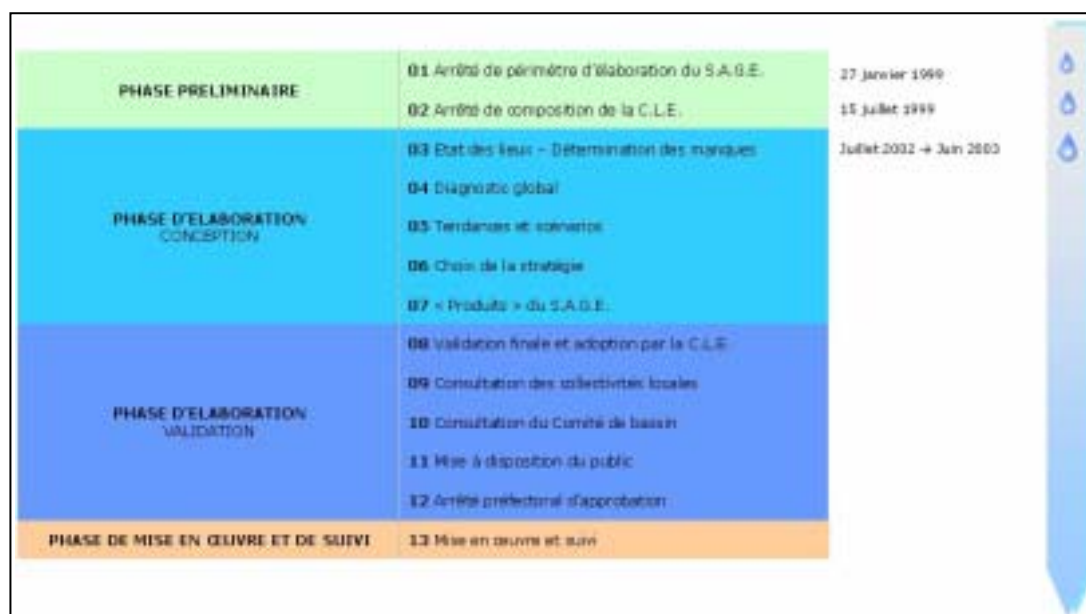 PHASE PRELIMINAIRE
01 Arrêté de périmètre d'élaboration du S.A.G.E.
27 janvier 1999
02 Arrêté de composition de la C.L.E.
15 juillet 1999
PHASE D'ELABORATION
CONCEPTION
03 Etat des lieux – Détermination des manques
Juillet 2002 → Juin 2003
04 Diagnostic global
05 Tendances et scénarios
06 Choix de la stratégie
07 « Produits » du S.A.G.E.
PHASE D'ELABORATION
VALIDATION
08 Validation finale et adoption par la C.L.E
09 Consultation des collectivités locales
10 Consultation du Comité de bassin
11 Mise à disposition du public
12 Arrêté préfectoral d'approbation
PHASE DE MISE EN ŒUVRE ET DE SUIVI
13 Mise en œuvre et suivi